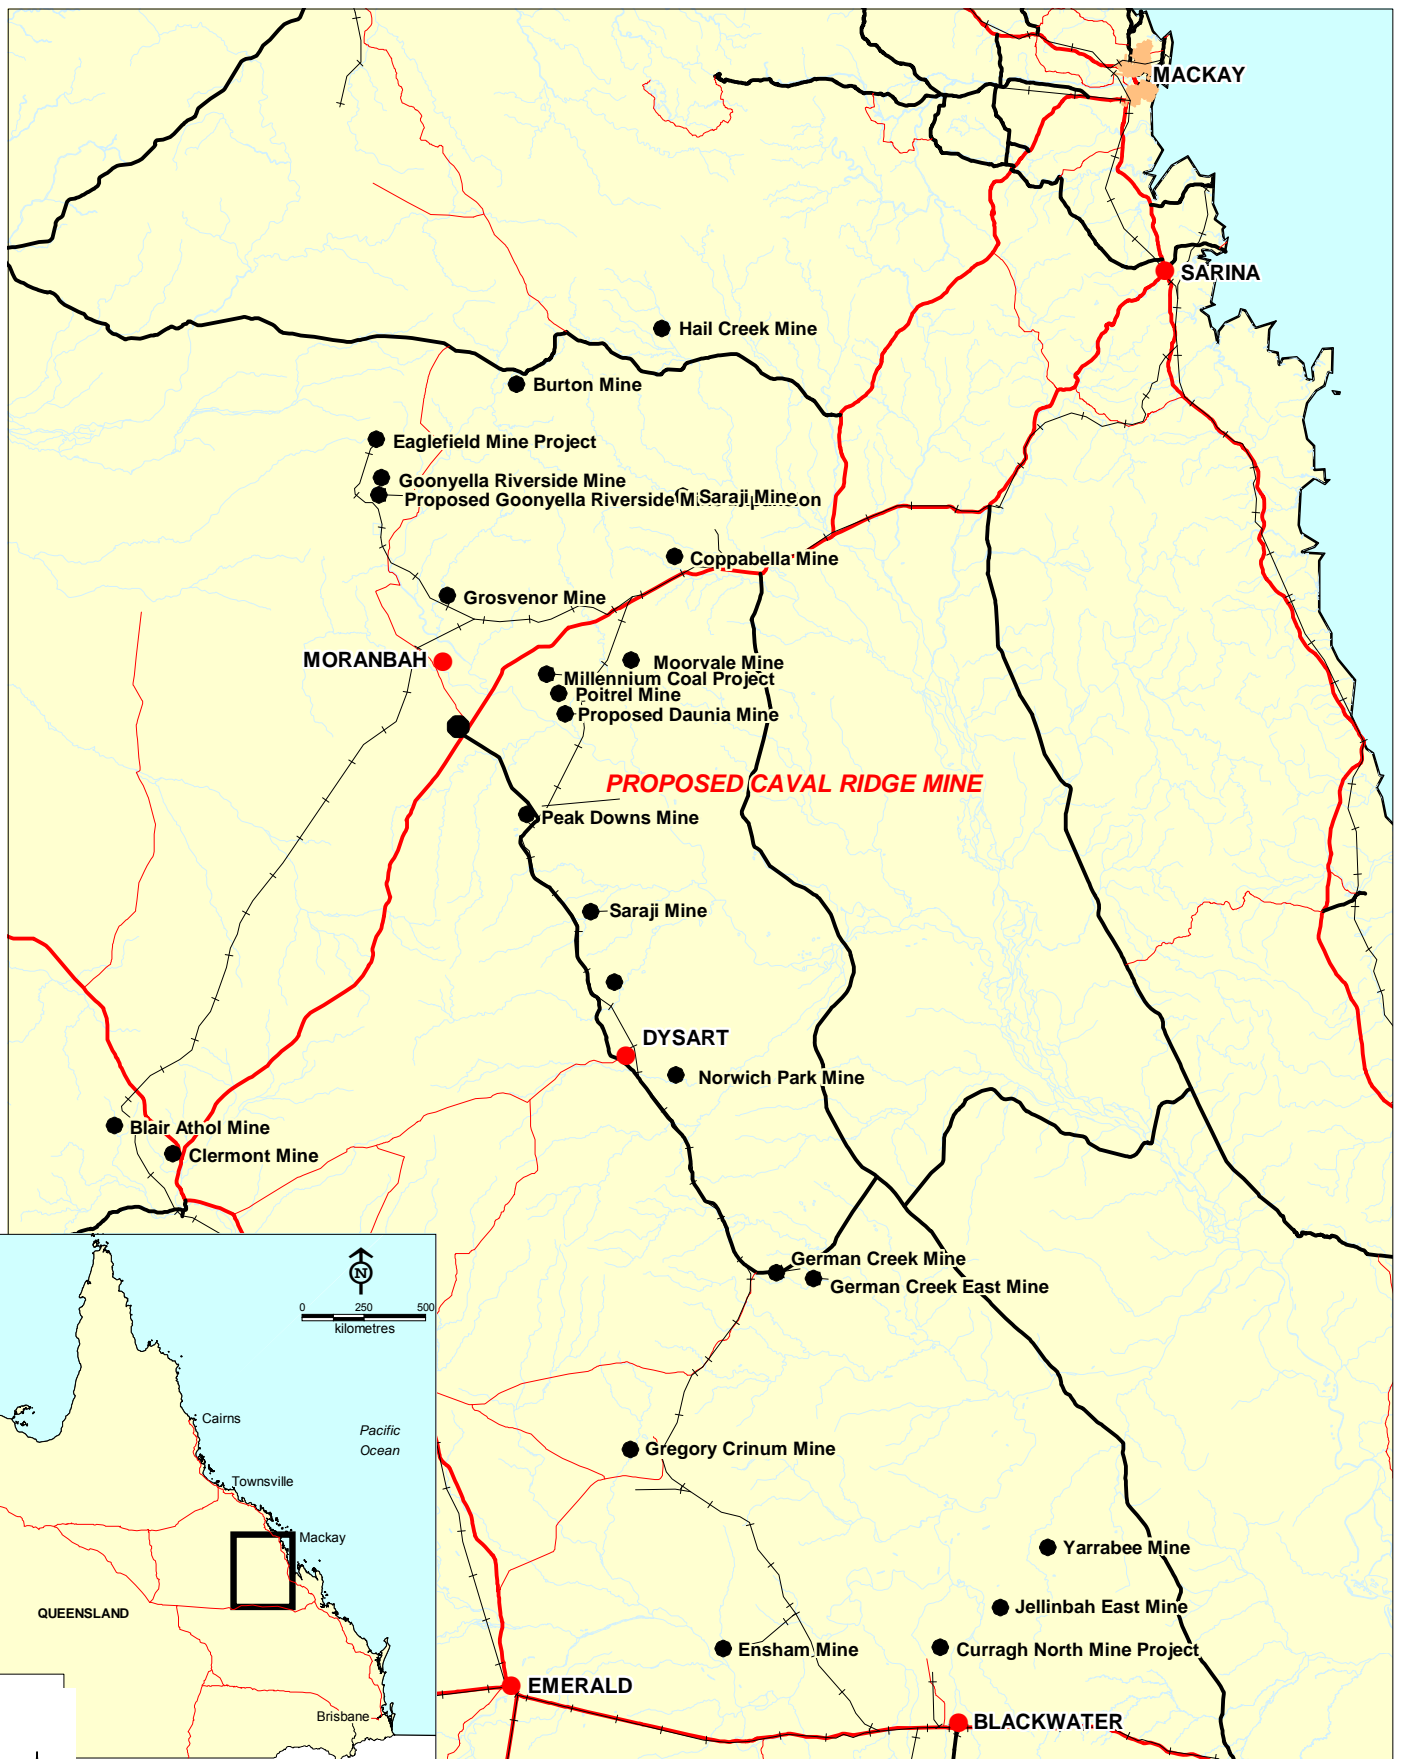 MACKAY
SARINA
Hail Creek Mine
Burton Mine
Eaglefield Mine Project
Goonyella Riverside Mine
Saraji Mine
Proposed Goonyella Riverside
Coppabella Mine
Grosvenor Mine
MORANBAH
Moorvale Mine
Millennium Coal Project
Poitrel Mine
Proposed Daunia Mine
PROPOSED CAVAL RIDGE MINE
Peak Downs Mine
Saraji Mine
DYSART
Norwich Park Mine
Blair Athol Mine
Clermont Mine
German Creek Mine
German Creek East Mine
N
0 250 500
kilometres
Cairns
Pacific
Ocean
Gregory Crinum Mine
Townsville
Mackay
Yarrabee Mine
QUEENSLAND
Jellinbah East Mine
Ensham Mine
Curragh North Mine Project
EMERALD
Brisbane
BLACKWATER